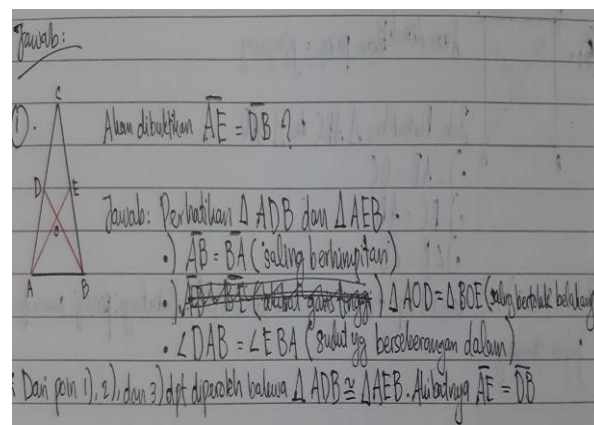 Jawab:
①.
C
Akan dibuktikan AE = DB ?
D
E
O
A
B
Jawab: Perhatikan Δ ADB dan Δ AEB.
•) AB = BA (saling berhimpitan)
•) Δ AOD = Δ BOE (saling bertolak belakang
• ∠DAB = ∠EBA (sudut yg berseberangan dalam)
Dari poin 1), 2), dan 3) dpt diperoleh bahwa Δ ADB ≅ Δ AEB. Akibatnya AE = DB